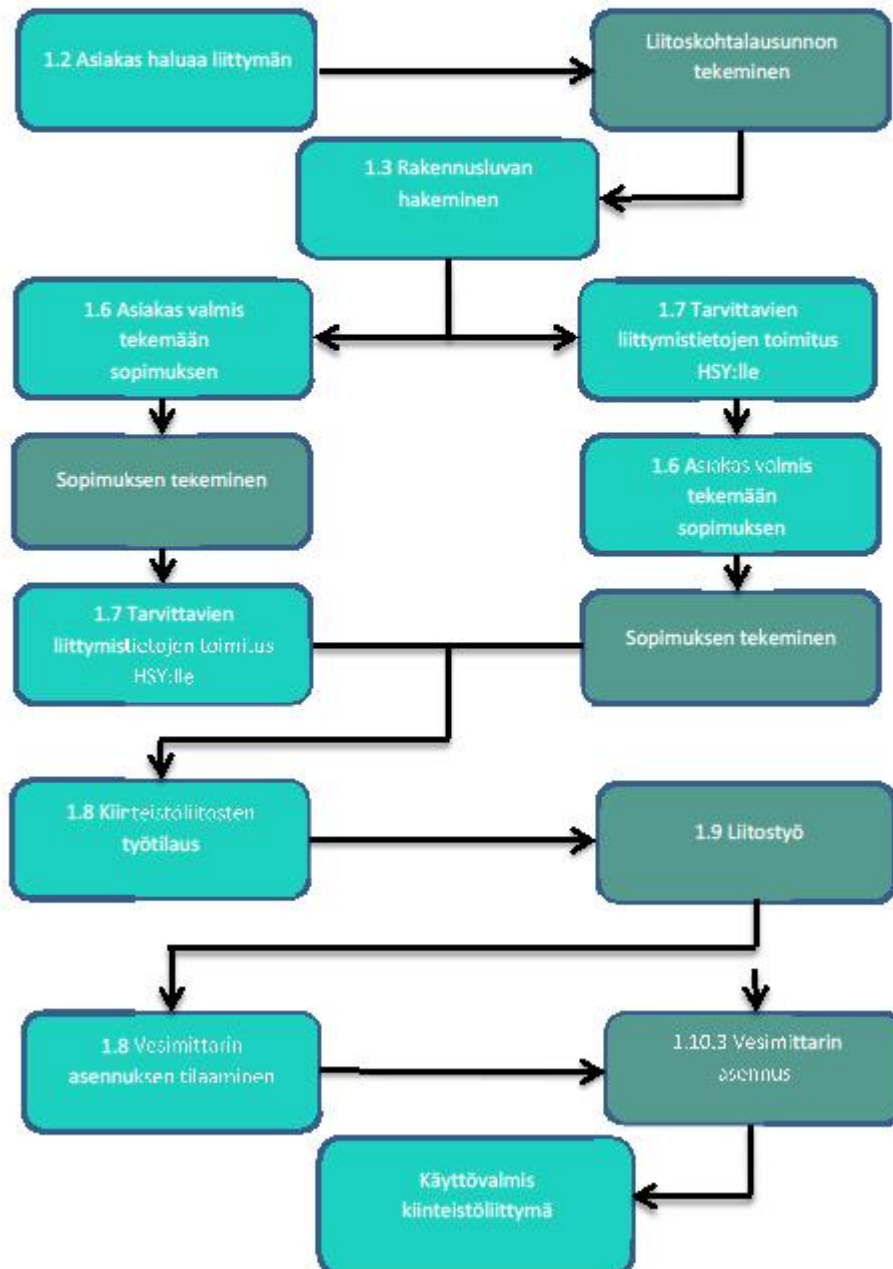 1.2 Asiakas haluaa liittymän
Liitoskohtalausunnon
tekeminen
1.3 Rakennusluvan
hakeminen
1.6 Asiakas valmis
tekemään
sopimuksen
1.7 Tarvittavien
liittymistietojen toimitus
HSY:lle
Sopimuksen tekeminen
1.6 Asiakas valmis
tekemään
sopimuksen
1.7 Tarvittavien
liittymistietojen toimitus
HSY:lle
Sopimuksen tekeminen
1.8 Kiinteistöliitosten
työtilaus
1.9 Liitostyö
1.8 Vesimittarin
asennuksen tilaaminen
1.10.3 Vesimittarin
asennus
Käyttövalmis
kiinteistöliittymä